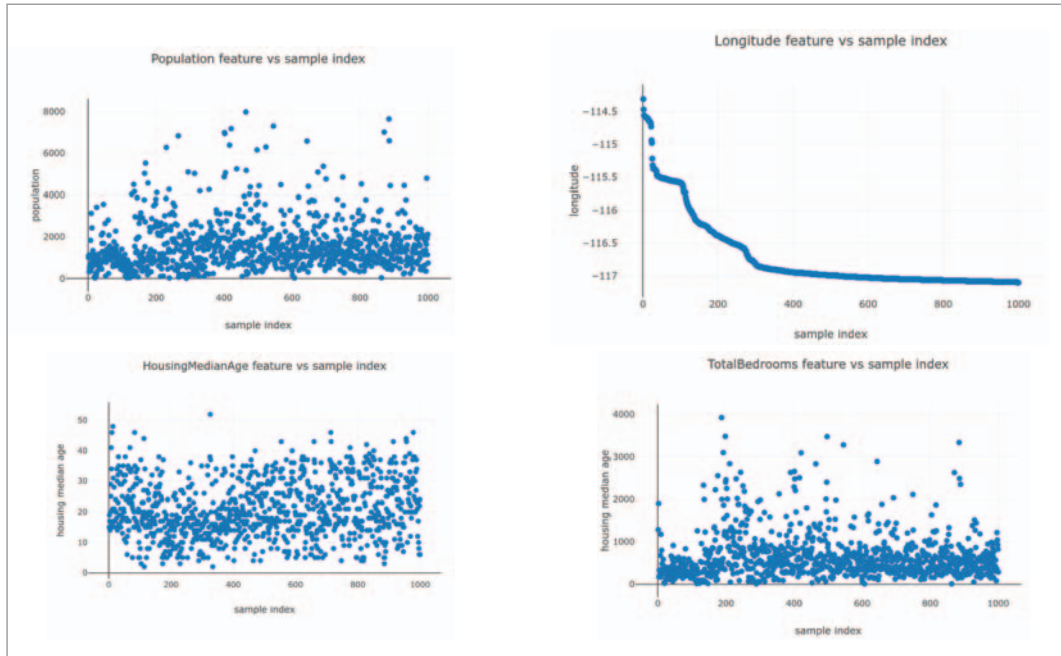 Population feature vs sample index
8000
6000
4000
2000
0
population
0 200 400 600 800 1000
sample index
Longitude feature vs sample index
−114.5
−115
−115.5
−116
−116.5
−117
longitude
0 200 400 600 800 1000
sample index
HousingMedianAge feature vs sample index
50
40
30
20
10
0
housing median age
0 200 400 600 800 1000
sample index
TotalBedrooms feature vs sample index
4000
3000
2000
1000
0
housing median age
0 200 400 600 800 1000
sample index